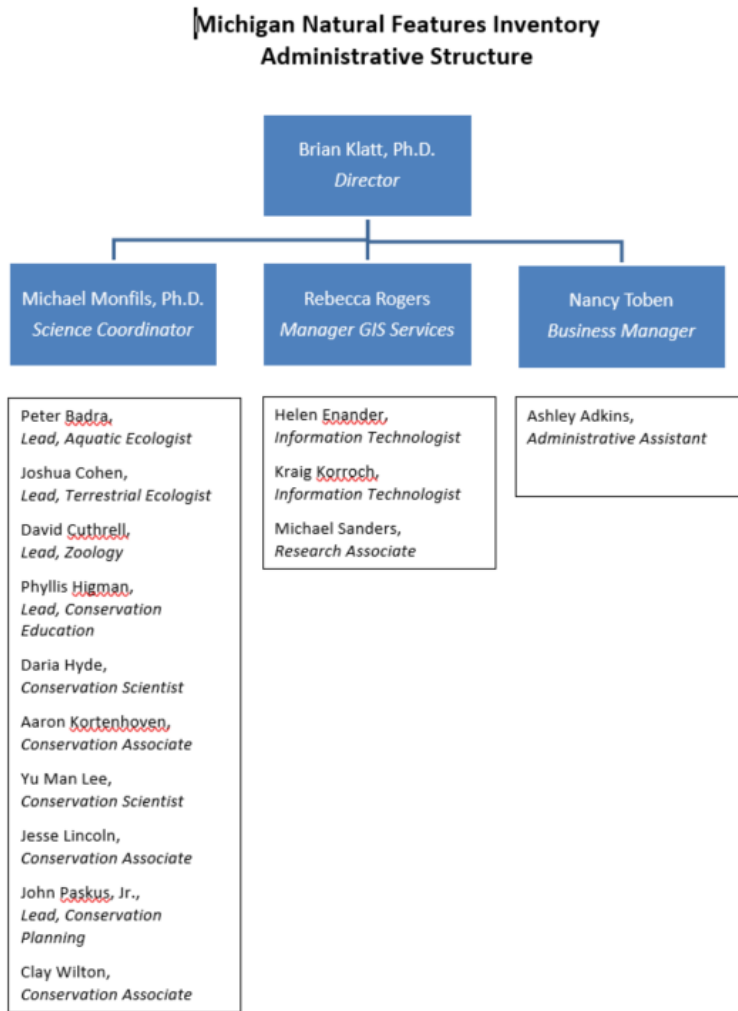 Michigan Natural Features Inventory
Administrative Structure
Brian Klatt, Ph.D.
Director
Michael Monfils, Ph.D.
Science Coordinator
Rebecca Rogers
Manager GIS Services
Nancy Toben
Business Manager
Peter Badra,
Lead, Aquatic Ecologist
Joshua Cohen,
Lead, Terrestrial Ecologist
David Cuthrell,
Lead, Zoology
Phyllis Higman,
Lead, Conservation
Education
Daria Hyde,
Conservation Scientist
Aaron Kortenhoven,
Conservation Associate
Yu Man Lee,
Conservation Scientist
Jesse Lincoln,
Conservation Associate
John Paskus, Jr.,
Lead, Conservation
Planning
Clay Wilton,
Conservation Associate
Helen Enander,
Information Technologist
Kraig Korroch,
Information Technologist
Michael Sanders,
Research Associate
Ashley Adkins,
Administrative Assistant